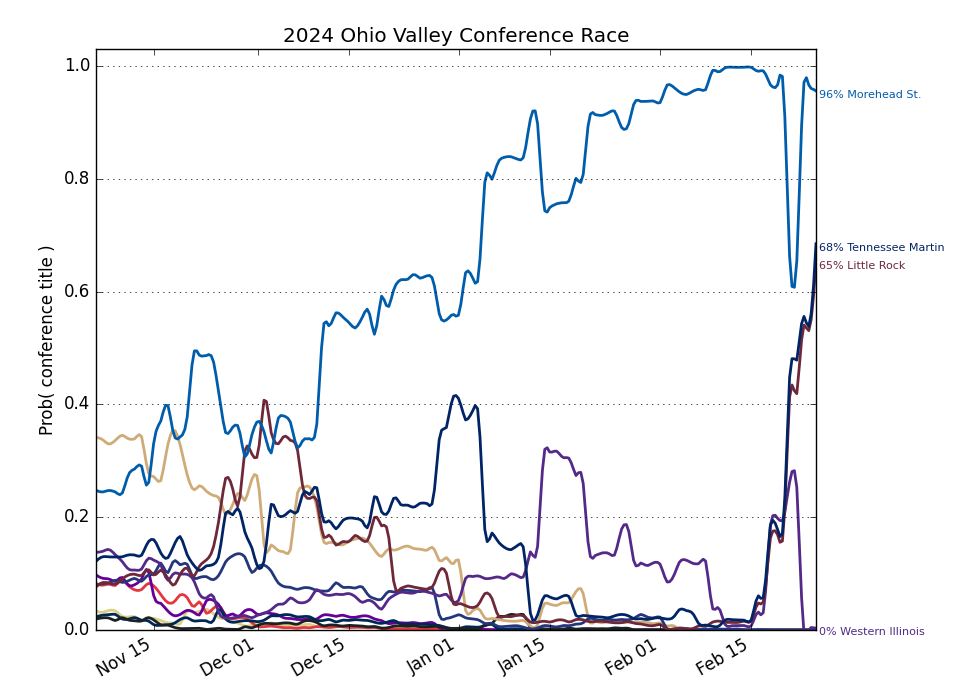 2024 Ohio Valley Conference Race
Prob( conference title )
1.0
0.8
0.6
0.4
0.2
0.0
96% Morehead St.
68% Tennessee Martin
65% Little Rock
0% Western Illinois
Nov 15
Dec 01
Dec 15
Jan 01
Jan 15
Feb 01
Feb 15